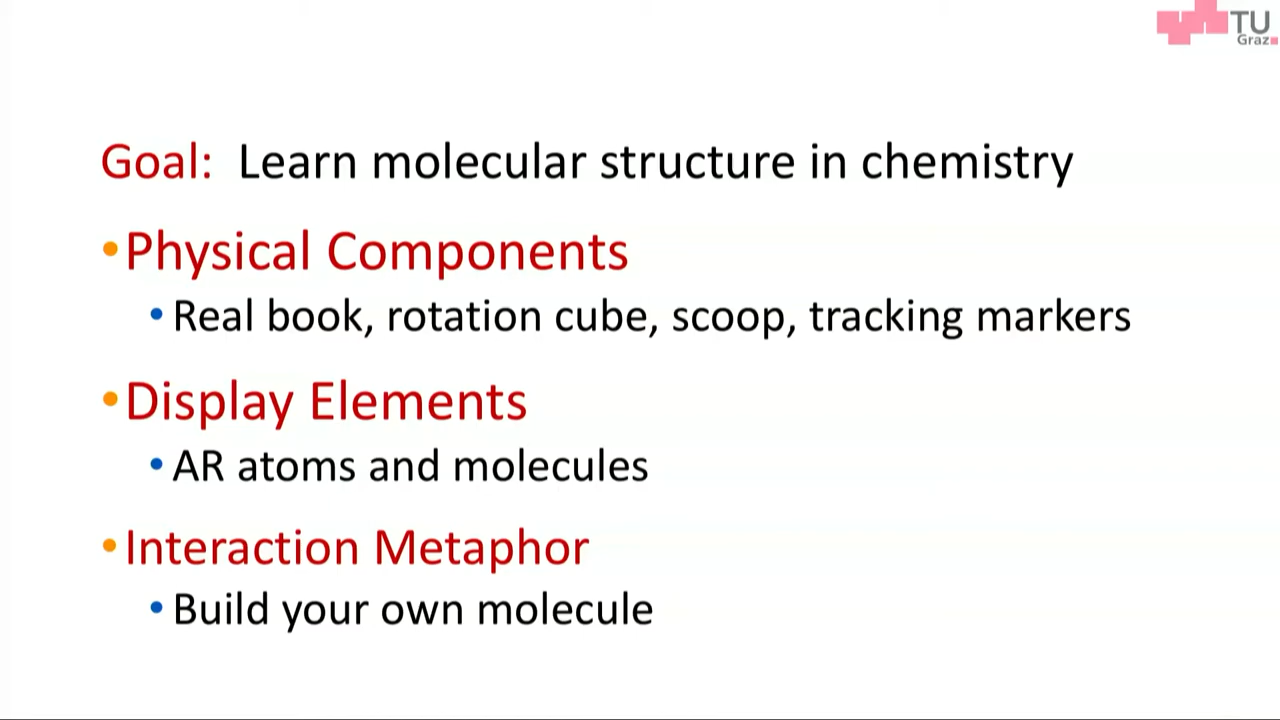 TU
Graz
Goal: Learn molecular structure in chemistry
•Physical Components
•Real book, rotation cube, scoop, tracking markers
•Display Elements
•AR atoms and molecules
•Interaction Metaphor
•Build your own molecule